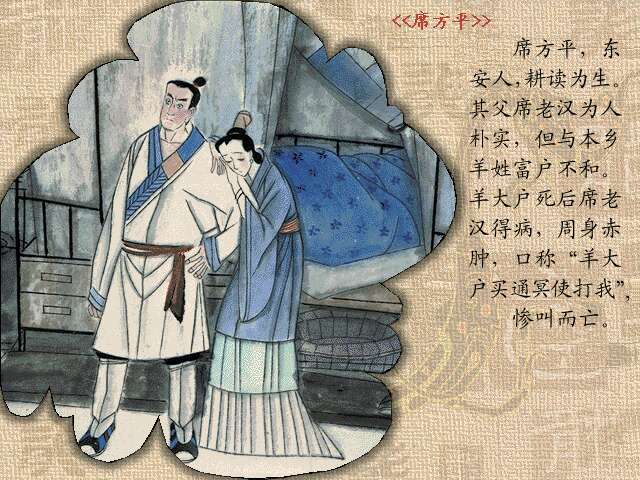 <<席方平>>
席方平，东
安人，耕读为生。
其父席老汉为人
朴实，但与本乡
羊姓富户不和。
羊大户死后席老
汉得病，周身赤
肿，口称“羊大
户买通冥使打我”，
惨叫而亡。